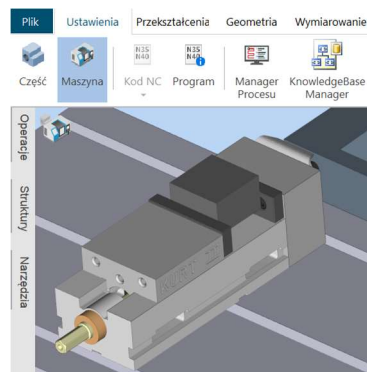 Plik Ustawienia Przekształcenia Geometria Wymiarowanie
N35 N35
N40 N40
Część Maszyna Kod NC Program Manager KnowledgeBase
Procesu Manager
Operacje
Struktury
Narzędzia